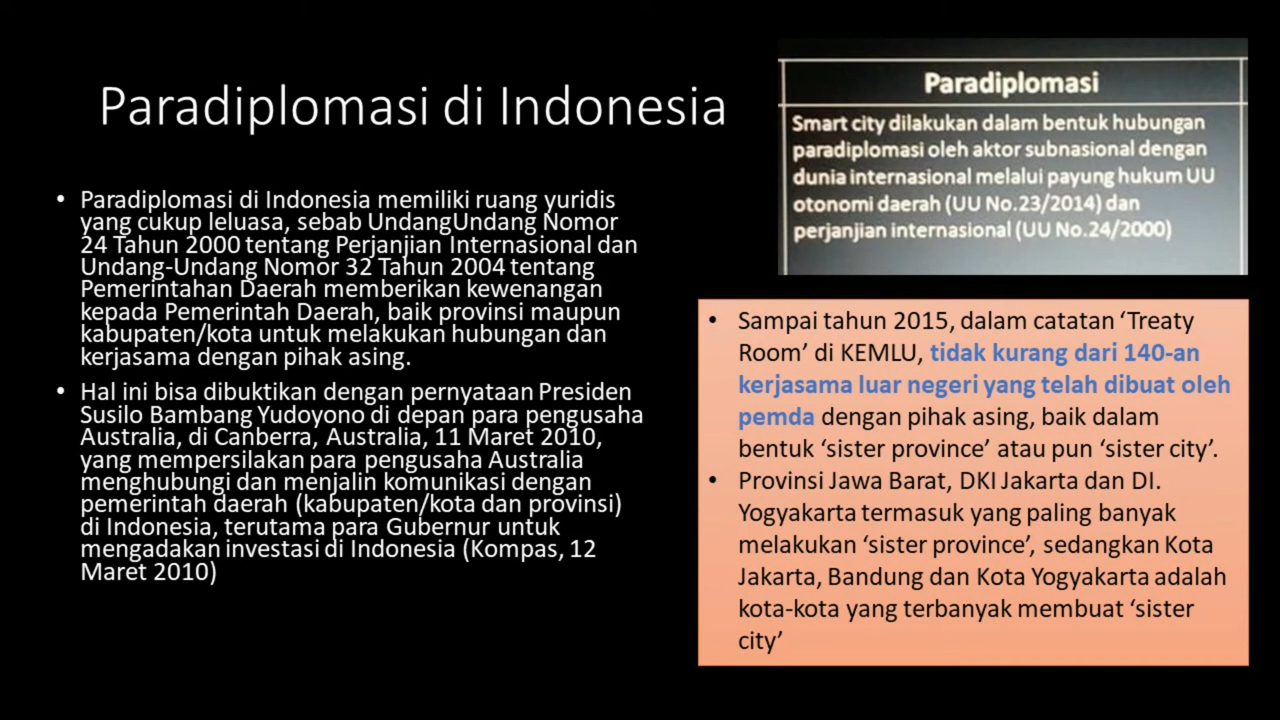 Paradiplomasi di Indonesia
• Paradiplomasi di Indonesia memiliki ruang yuridis
yang cukup leluasa, sebab UndangUndang Nomor
24 Tahun 2000 tentang Perjanjian Internasional dan
Undang-Undang Nomor 32 Tahun 2004 tentang
Pemerintahan Daerah memberikan kewenangan
kepada Pemerintah Daerah, baik provinsi maupun
kabupaten/kota untuk melakukan hubungan dan
kerjasama dengan pihak asing.
• Hal ini bisa dibuktikan dengan pernyataan Presiden
Susilo Bambang Yudoyono di depan para pengusaha
Australia, di Canberra, Australia, 11 Maret 2010,
yang mempersilakan para pengusaha Australia
menghubungi dan menjalin komunikasi dengan
pemerintah daerah (kabupaten/kota dan provinsi)
di Indonesia, terutama para Gubernur untuk
mengadakan investasi di Indonesia (Kompas, 12
Maret 2010)
Paradiplomasi
Smart city dilakukan dalam bentuk hubungan
paradiplomasi oleh aktor subnasional dengan
dunia internasional melalui payung hukum UU
otonomi daerah (UU No.23/2014) dan
perjanjian internasional (UU No.24/2000)
• Sampai tahun 2015, dalam catatan ‘Treaty
Room’ di KEMLU, tidak kurang dari 140-an
kerjasama luar negeri yang telah dibuat oleh
pemda dengan pihak asing, baik dalam
bentuk ‘sister province’ atau pun ‘sister city’.
• Provinsi Jawa Barat, DKI Jakarta dan DI.
Yogyakarta termasuk yang paling banyak
melakukan ‘sister province’, sedangkan Kota
Jakarta, Bandung dan Kota Yogyakarta adalah
kota-kota yang terbanyak membuat ‘sister
city’